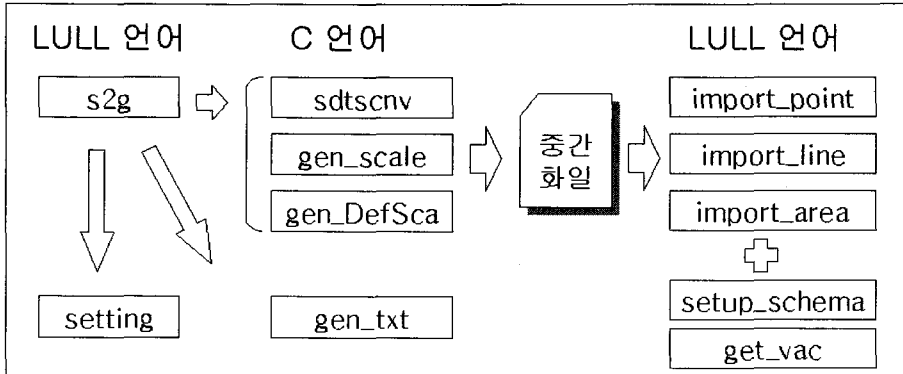 LULL 언어
C 언어
LULL 언어
s2g
sdtscnv
gen_scale
gen_DefSca
중간
화일
import_point
import_line
import_area
setting
gen_txt
setup_schema
get_vac